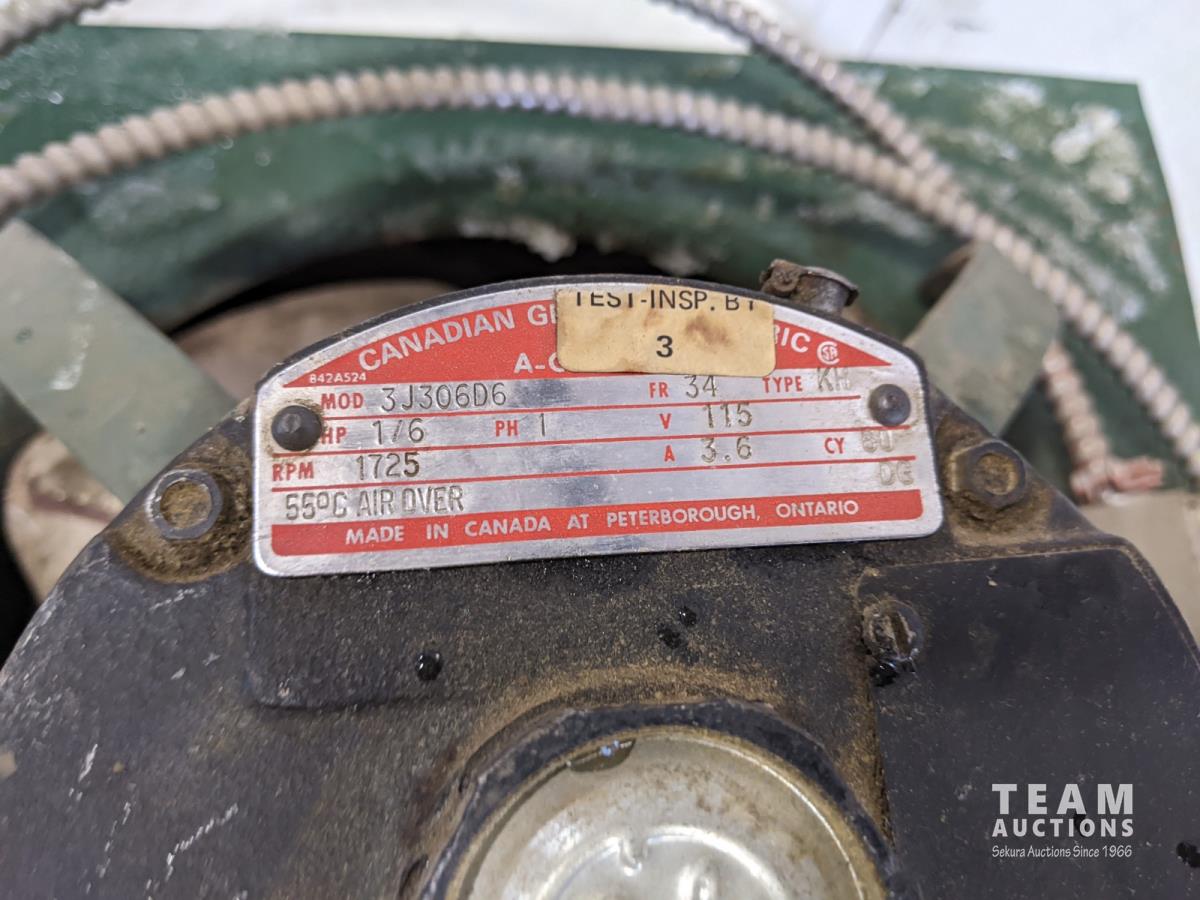 TEST-INSP. BY
3
CANADIAN GE RIC
A-C
842A524
MOD 3J306D6 FR 34 TYPE KH
HP 1/6 PH 1 V 115
RPM 1725 A 3.6 CY 60
55°C AIR OVER DG
MADE IN CANADA AT PETERBOROUGH, ONTARIO
TEAM
AUCTIONS
Sekura Auctions Since 1966